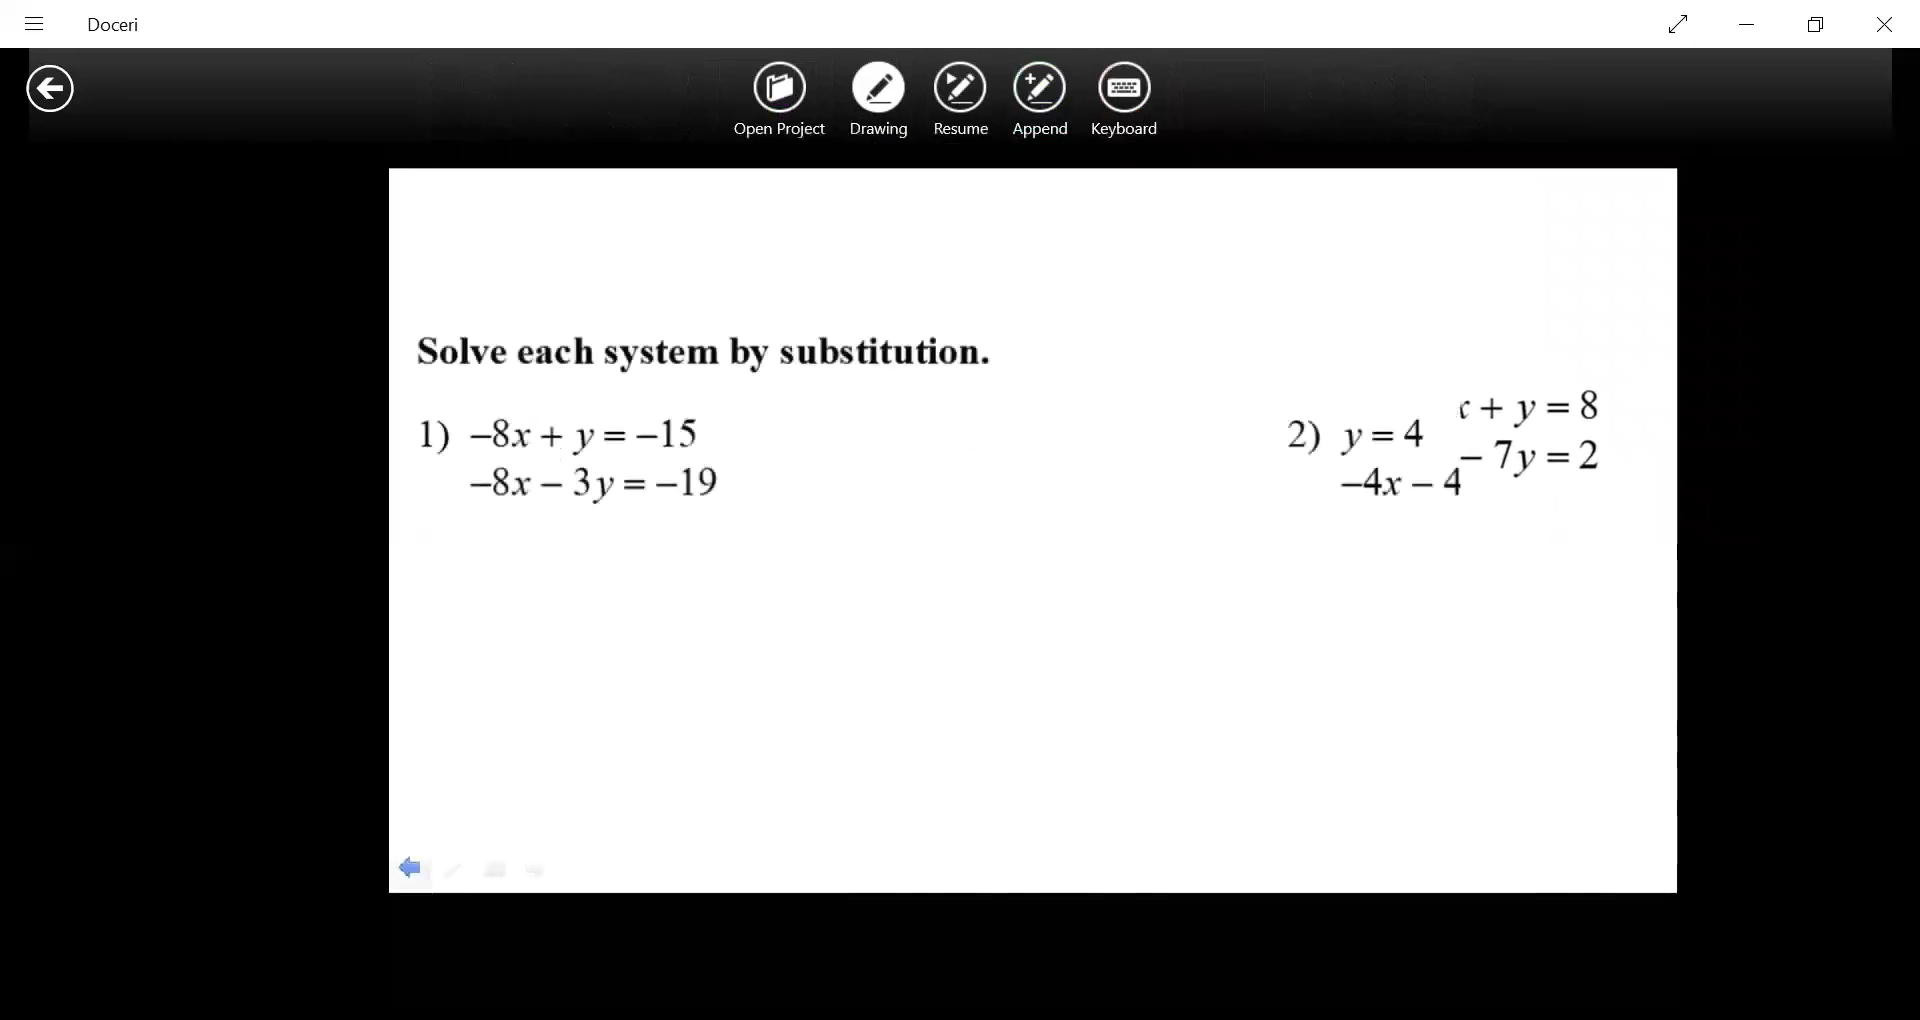 Doceri
Open Project Drawing Resume Append Keyboard
Solve each system by substitution.
1) −8x + y = −15
−8x − 3y = −19
2) y = 4
−4x − 4
+ y = 8
− 7y = 2